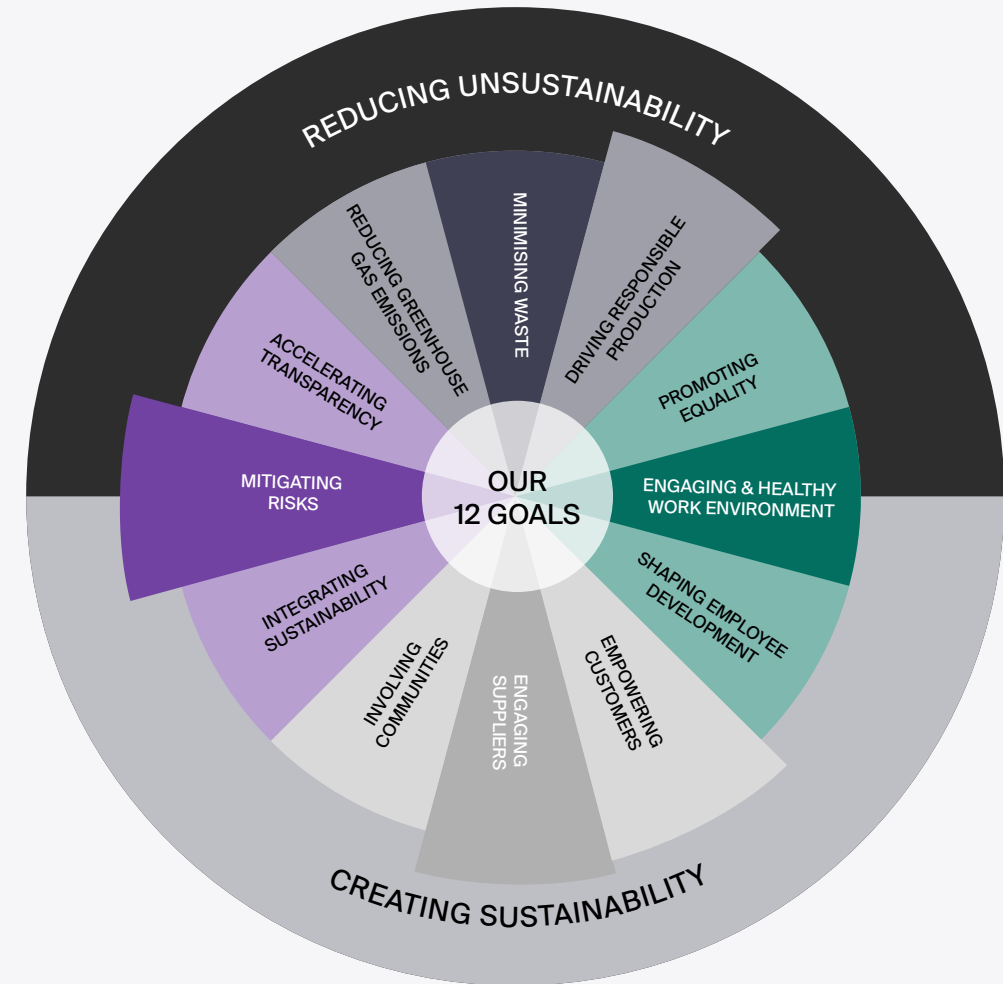 REDUCING UNSUSTAINABILITY
MINIMISING WASTE
DRIVING RESPONSIBLE
PRODUCTION
PROMOTING
EQUALITY
ENGAGING & HEALTHY
WORK ENVIRONMENT
SHAPING EMPLOYEE
DEVELOPMENT
EMPOWERING
CUSTOMERS
ENGAGING
SUPPLIERS
INVOLVING
COMMUNITIES
INTEGRATING
SUSTAINABILITY
MITIGATING
RISKS
ACCELERATING
TRANSPARENCY
REDUCING GREENHOUSE
GAS EMISSIONS
OUR
12 GOALS
CREATING SUSTAINABILITY